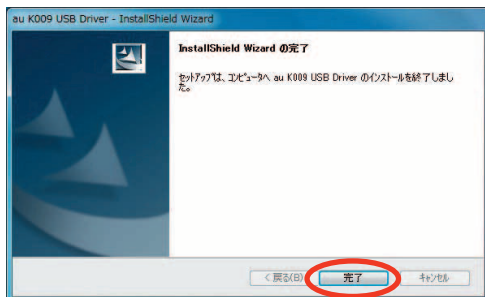 au K009 USB Driver - InstallShield Wizard
InstallShield Wizard の完了
セットアップは、コンピュータへ au K009 USB Driver のインストールを終了しまし
た。
< 戻る(B)
完了
キャンセル